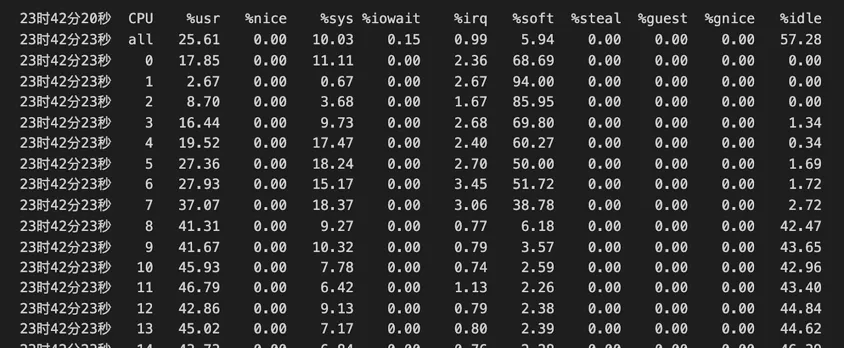 23时42分20秒 CPU %usr %nice %sys %iowait %irq %soft %steal %guest %gnice %idle
23时42分23秒 all 25.61 0.00 10.03 0.15 0.99 5.94 0.00 0.00 0.00 57.28
23时42分23秒 0 17.85 0.00 11.11 0.00 2.36 68.69 0.00 0.00 0.00 0.00
23时42分23秒 1 2.67 0.00 0.67 0.00 2.67 94.00 0.00 0.00 0.00 0.00
23时42分23秒 2 8.70 0.00 3.68 0.00 1.67 85.95 0.00 0.00 0.00 0.00
23时42分23秒 3 16.44 0.00 9.73 0.00 2.68 69.80 0.00 0.00 0.00 1.34
23时42分23秒 4 19.52 0.00 17.47 0.00 2.40 60.27 0.00 0.00 0.00 0.34
23时42分23秒 5 27.36 0.00 18.24 0.00 2.70 50.00 0.00 0.00 0.00 1.69
23时42分23秒 6 27.93 0.00 15.17 0.00 3.45 51.72 0.00 0.00 0.00 1.72
23时42分23秒 7 37.07 0.00 18.37 0.00 3.06 38.78 0.00 0.00 0.00 2.72
23时42分23秒 8 41.31 0.00 9.27 0.00 0.77 6.18 0.00 0.00 0.00 42.47
23时42分23秒 9 41.67 0.00 10.32 0.00 0.79 3.57 0.00 0.00 0.00 43.65
23时42分23秒 10 45.93 0.00 7.78 0.00 0.74 2.59 0.00 0.00 0.00 42.96
23时42分23秒 11 46.79 0.00 6.42 0.00 1.13 2.26 0.00 0.00 0.00 43.40
23时42分23秒 12 42.86 0.00 9.13 0.00 0.79 2.38 0.00 0.00 0.00 44.84
23时42分23秒 13 45.02 0.00 7.17 0.00 0.80 2.39 0.00 0.00 0.00 44.62